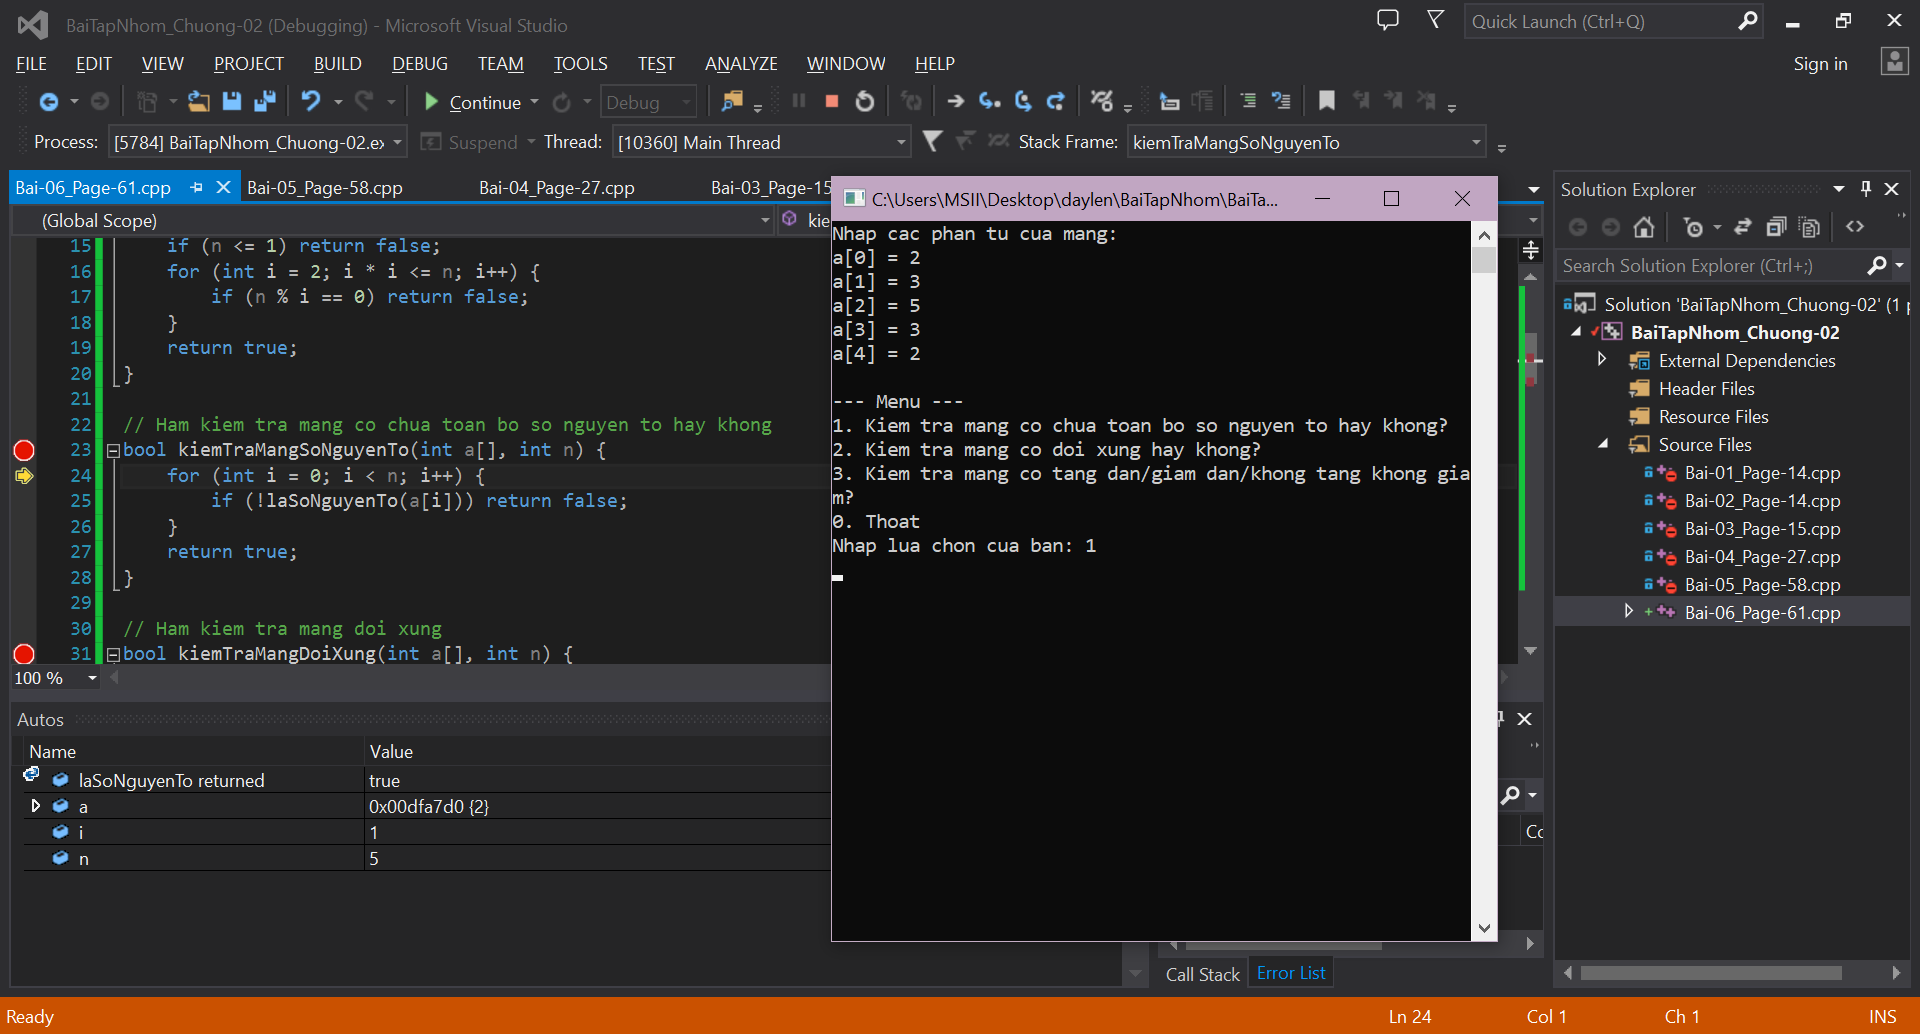 BaiTapNhom_Chuong-02 (Debugging) - Microsoft Visual Studio
Quick Launch (Ctrl+Q)
FILE EDIT VIEW PROJECT BUILD DEBUG TEAM TOOLS TEST ANALYZE WINDOW HELP
Sign in
Continue
Debug
Process: [5784] BaiTapNhom_Chuong-02.ex
Suspend
Thread: [10360] Main Thread
Stack Frame: kiemTraMangSoNguyenTo
Bai-06_Page-61.cpp
Bai-05_Page-58.cpp
Bai-04_Page-27.cpp
Bai-03_Page-15
(Global Scope)
kie
15 if (n <= 1) return false;
16 for (int i = 2; i * i <= n; i++) {
17 if (n % i == 0) return false;
18 }
19 return true;
20 }
21
22 // Ham kiem tra mang co chua toan bo so nguyen to hay khong
23 bool kiemTraMangSoNguyenTo(int a[], int n) {
24 for (int i = 0; i < n; i++) {
25 if (!laSoNguyenTo(a[i])) return false;
26 }
27 return true;
28 }
29
30 // Ham kiem tra mang doi xung
31 bool kiemTraMangDoiXung(int a[], int n) {
100 %
Autos
Name Value
laSoNguyenTo returned true
a 0x00dfa7d0 {2}
i 1
n 5
C:\Users\MSII\Desktop\daylen\BaiTapNhom\BaiTa...
Nhap cac phan tu cua mang:
a[0] = 2
a[1] = 3
a[2] = 5
a[3] = 3
a[4] = 2
--- Menu ---
1. Kiem tra mang co chua toan bo so nguyen to hay khong?
2. Kiem tra mang co doi xung hay khong?
3. Kiem tra mang co tang dan/giam dan/khong tang khong gia
m?
0. Thoat
Nhap lua chon cua ban: 1
Co
Call Stack
Error List
Solution Explorer
Search Solution Explorer (Ctrl+;)
Solution 'BaiTapNhom_Chuong-02' (1 p
BaiTapNhom_Chuong-02
External Dependencies
Header Files
Resource Files
Source Files
Bai-01_Page-14.cpp
Bai-02_Page-14.cpp
Bai-03_Page-15.cpp
Bai-04_Page-27.cpp
Bai-05_Page-58.cpp
Bai-06_Page-61.cpp
Ready
Ln 24
Col 1
Ch 1
INS